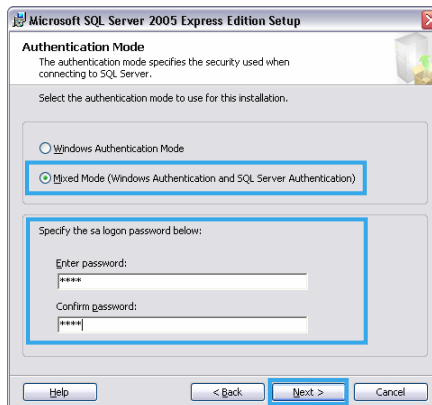 Microsoft SQL Server 2005 Express Edition Setup
Authentication Mode
The authentication mode specifies the security used when
connecting to SQL Server.
Select the authentication mode to use for this installation.
Windows Authentication Mode
Mixed Mode (Windows Authentication and SQL Server Authentication)
Specify the sa logon password below:
Enter password:
****
Confirm password:
****
Help
< Back
Next >
Cancel